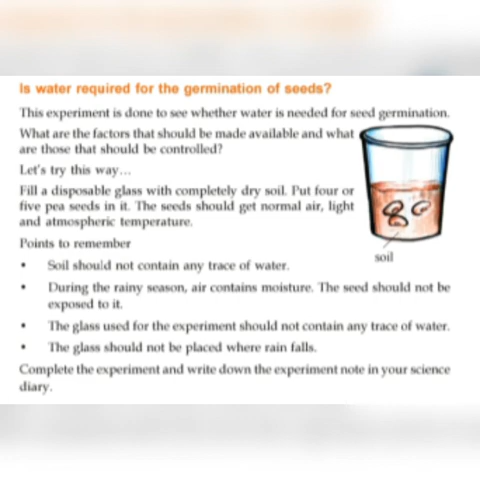 Is water required for the germination of seeds?
This experiment is done to see whether water is needed for seed germination.
What are the factors that should be made available and what
are those that should be controlled?
Let's try this way...
Fill a disposable glass with completely dry soil. Put four or
five pea seeds in it. The seeds should get normal air, light
and atmospheric temperature.
Points to remember
• Soil should not contain any trace of water.
• During the rainy season, air contains moisture. The seed should not be
exposed to it.
• The glass used for the experiment should not contain any trace of water.
• The glass should not be placed where rain falls.
Complete the experiment and write down the experiment note in your science
diary.
soil